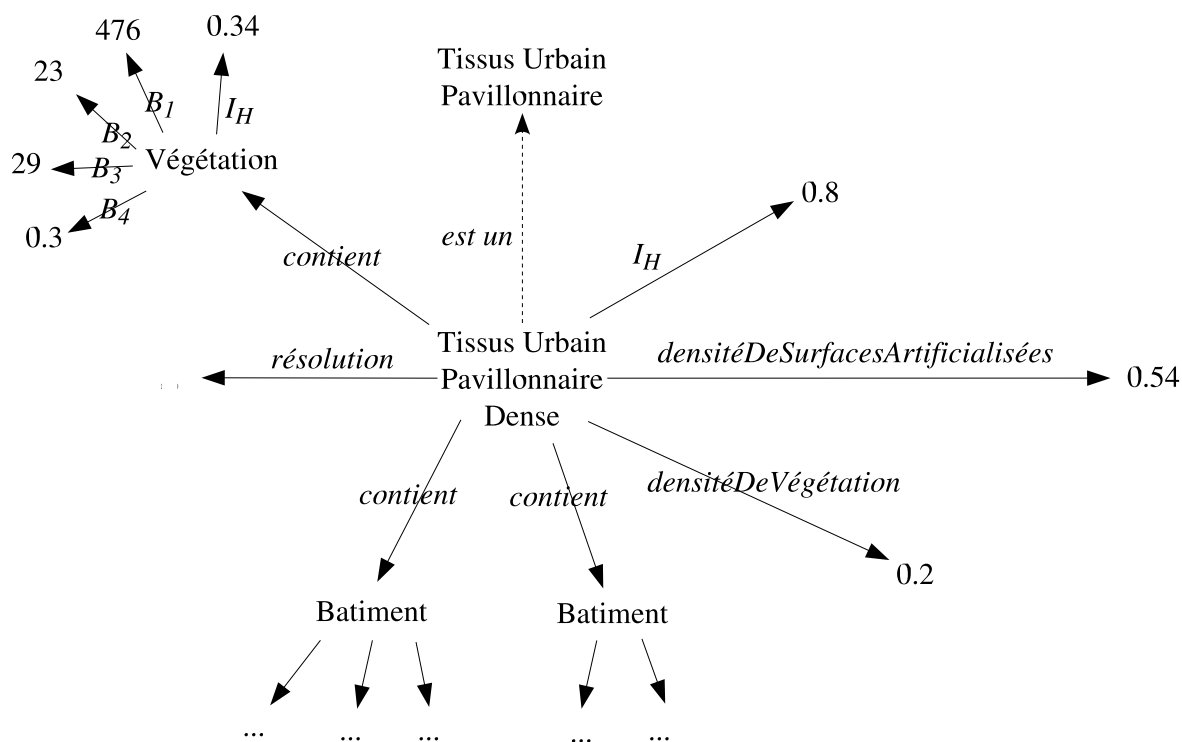 476
0.34
Tissus Urbain
Pavillonnaire
23
B1
IH
B2
Végétation
29
B3
B4
0.3
0.8
est un
IH
contient
Tissus Urbain
Pavillonnaire
Dense
résolution
densitéDeSurfacesArtificialisées
0.54
contient
contient
densitéDeVégétation
0.2
Batiment
Batiment
...
...
...
...
...